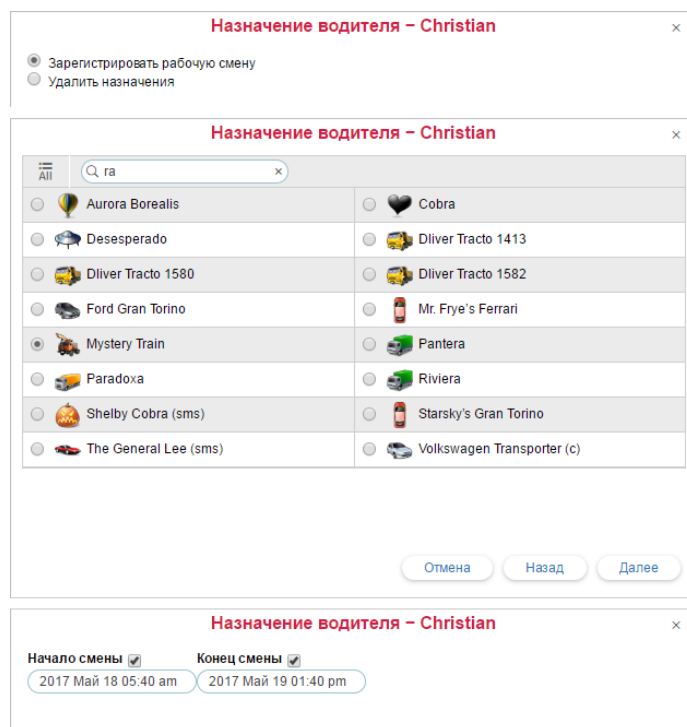 Назначение водителя – Christian ×
Зарегистрировать рабочую смену
Удалить назначения
Назначение водителя – Christian ×
All ra ×
Aurora Borealis Cobra
Desesperado Dliver Tracto 1413
Dliver Tracto 1580 Dliver Tracto 1582
Ford Gran Torino Mr. Frye's Ferrari
Mystery Train Pantera
Paradoxa Riviera
Shelby Cobra (sms) Starsky's Gran Torino
The General Lee (sms) Volkswagen Transporter (c)
Отмена Назад Далее
Назначение водителя – Christian ×
Начало смены Конец смены
2017 Май 18 05:40 am 2017 Май 19 01:40 pm